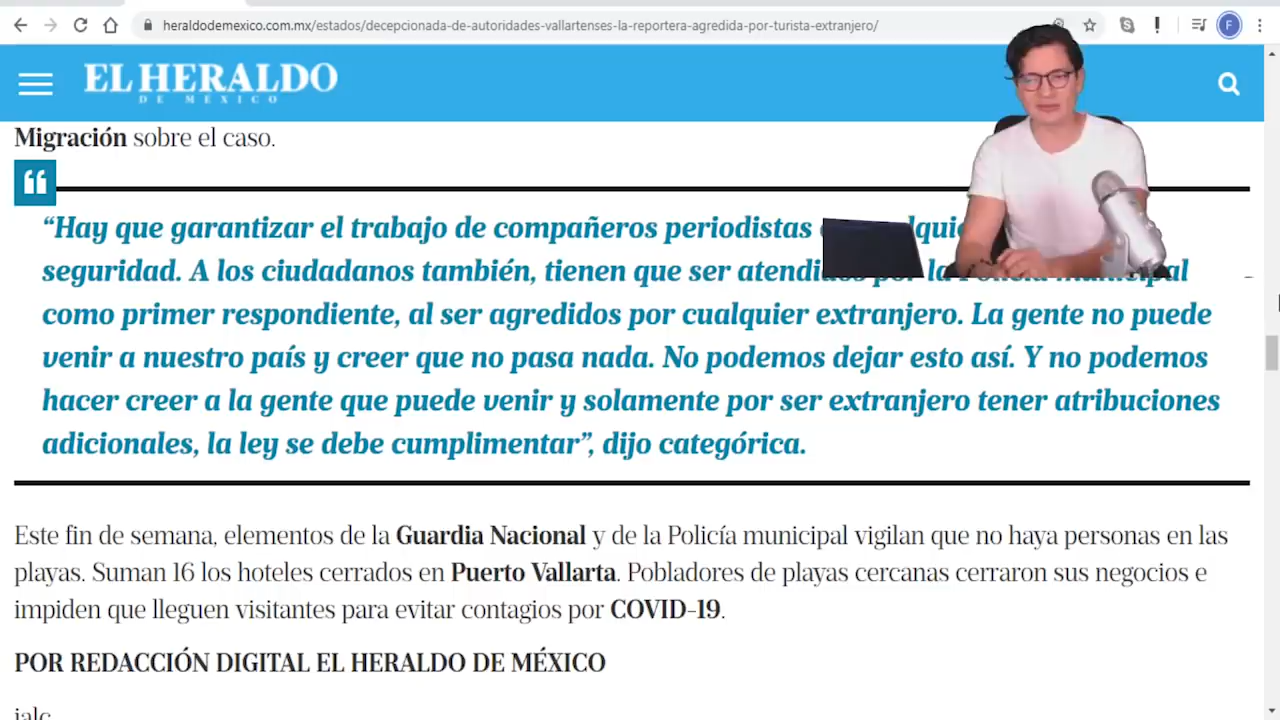 heraldodemexico.com.mx/estados/decepcionada-de-autoridades-vallartenses-la-reportera-agredida-por-turista-extranjero/
F
EL HERALDO
DE MEXICO
Migración sobre el caso.
“Hay que garantizar el trabajo de compañeros periodistas
seguridad. A los ciudadanos también, tienen que ser atendidos por la Policía municipal
como primer respondiente, al ser agredidos por cualquier extranjero. La gente no puede
venir a nuestro país y creer que no pasa nada. No podemos dejar esto así. Y no podemos
hacer creer a la gente que puede venir y solamente por ser extranjero tener atribuciones
adicionales, la ley se debe cumplimentar”, dijo categórica.
Este fin de semana, elementos de la Guardia Nacional y de la Policía municipal vigilan que no haya personas en las
playas. Suman 16 los hoteles cerrados en Puerto Vallarta. Pobladores de playas cercanas cerraron sus negocios e
impiden que lleguen visitantes para evitar contagios por COVID-19.
POR REDACCIÓN DIGITAL EL HERALDO DE MÉXICO
jalc